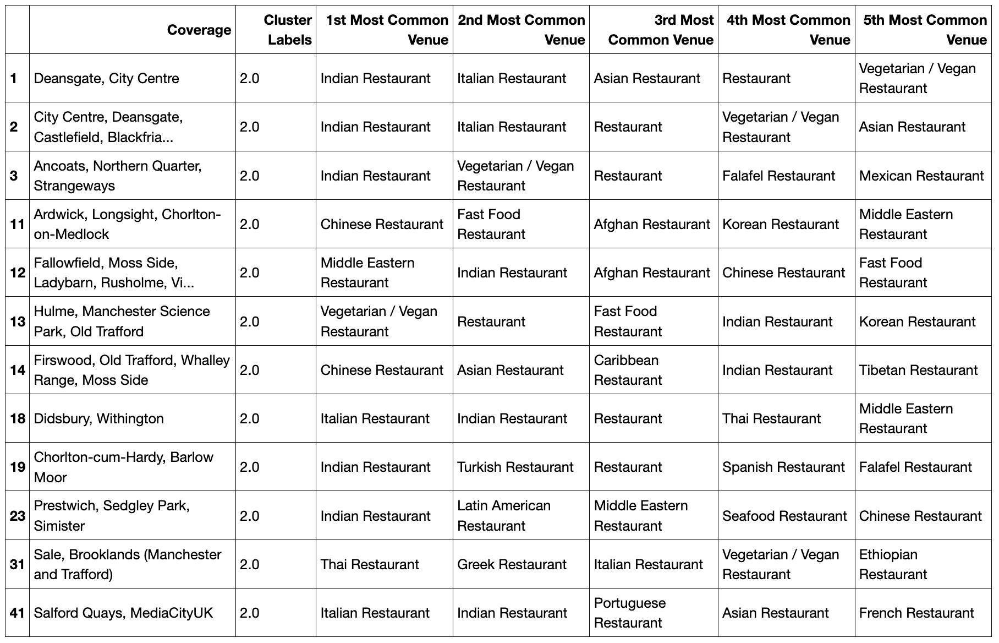 Coverage Cluster Labels 1st Most Common Venue 2nd Most Common Venue 3rd Most Common Venue 4th Most Common Venue 5th Most Common Venue
1 Deansgate, City Centre 2.0 Indian Restaurant Italian Restaurant Asian Restaurant Restaurant Vegetarian / Vegan Restaurant
2 City Centre, Deansgate, Castlefield, Blackfria... 2.0 Indian Restaurant Italian Restaurant Restaurant Vegetarian / Vegan Restaurant Asian Restaurant
3 Ancoats, Northern Quarter, Strangeways 2.0 Indian Restaurant Vegetarian / Vegan Restaurant Restaurant Falafel Restaurant Mexican Restaurant
11 Ardwick, Longsight, Chorlton-on-Medlock 2.0 Chinese Restaurant Fast Food Restaurant Afghan Restaurant Korean Restaurant Middle Eastern Restaurant
12 Fallowfield, Moss Side, Ladybarn, Rusholme, Vi... 2.0 Middle Eastern Restaurant Indian Restaurant Afghan Restaurant Chinese Restaurant Fast Food Restaurant
13 Hulme, Manchester Science Park, Old Trafford 2.0 Vegetarian / Vegan Restaurant Restaurant Fast Food Restaurant Indian Restaurant Korean Restaurant
14 Firswood, Old Trafford, Whalley Range, Moss Side 2.0 Chinese Restaurant Asian Restaurant Caribbean Restaurant Indian Restaurant Tibetan Restaurant
18 Didsbury, Withington 2.0 Italian Restaurant Indian Restaurant Restaurant Thai Restaurant Middle Eastern Restaurant
19 Chorlton-cum-Hardy, Barlow Moor 2.0 Indian Restaurant Turkish Restaurant Restaurant Spanish Restaurant Falafel Restaurant
23 Prestwich, Sedgley Park, Simister 2.0 Indian Restaurant Latin American Restaurant Middle Eastern Restaurant Seafood Restaurant Chinese Restaurant
31 Sale, Brooklands (Manchester and Trafford) 2.0 Thai Restaurant Greek Restaurant Italian Restaurant Vegetarian / Vegan Restaurant Ethiopian Restaurant
41 Salford Quays, MediaCityUK 2.0 Italian Restaurant Indian Restaurant Portuguese Restaurant Asian Restaurant French Restaurant